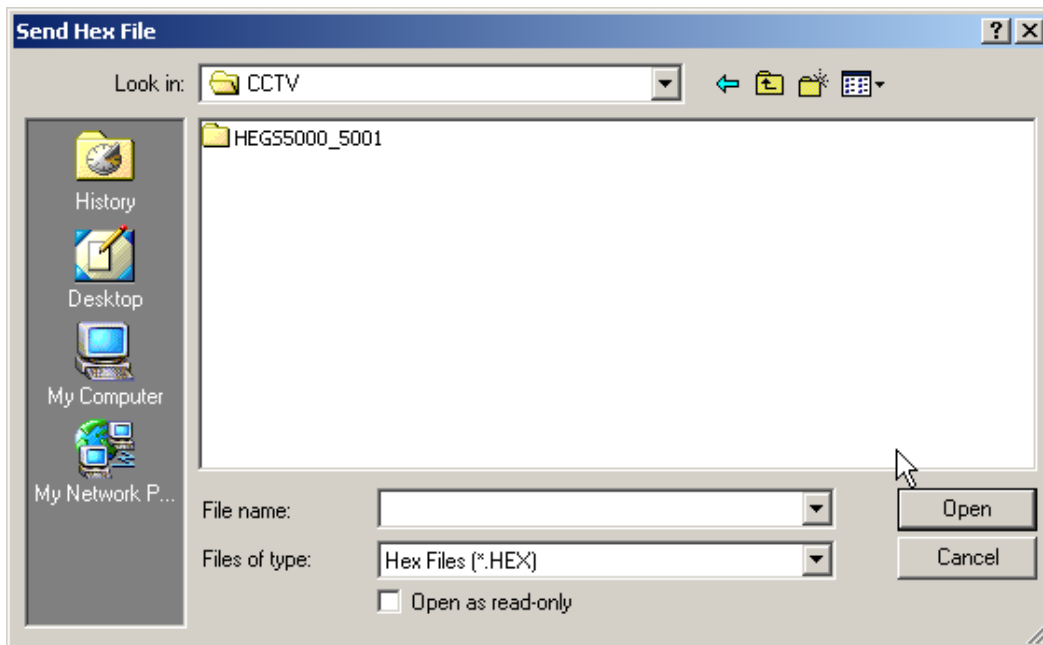 Send Hex File
Look in: CCTV
HEGS5000_5001
History
Desktop
My Computer
My Network P...
File name:
Open
Files of type: Hex Files (*.HEX)
Cancel
Open as read-only